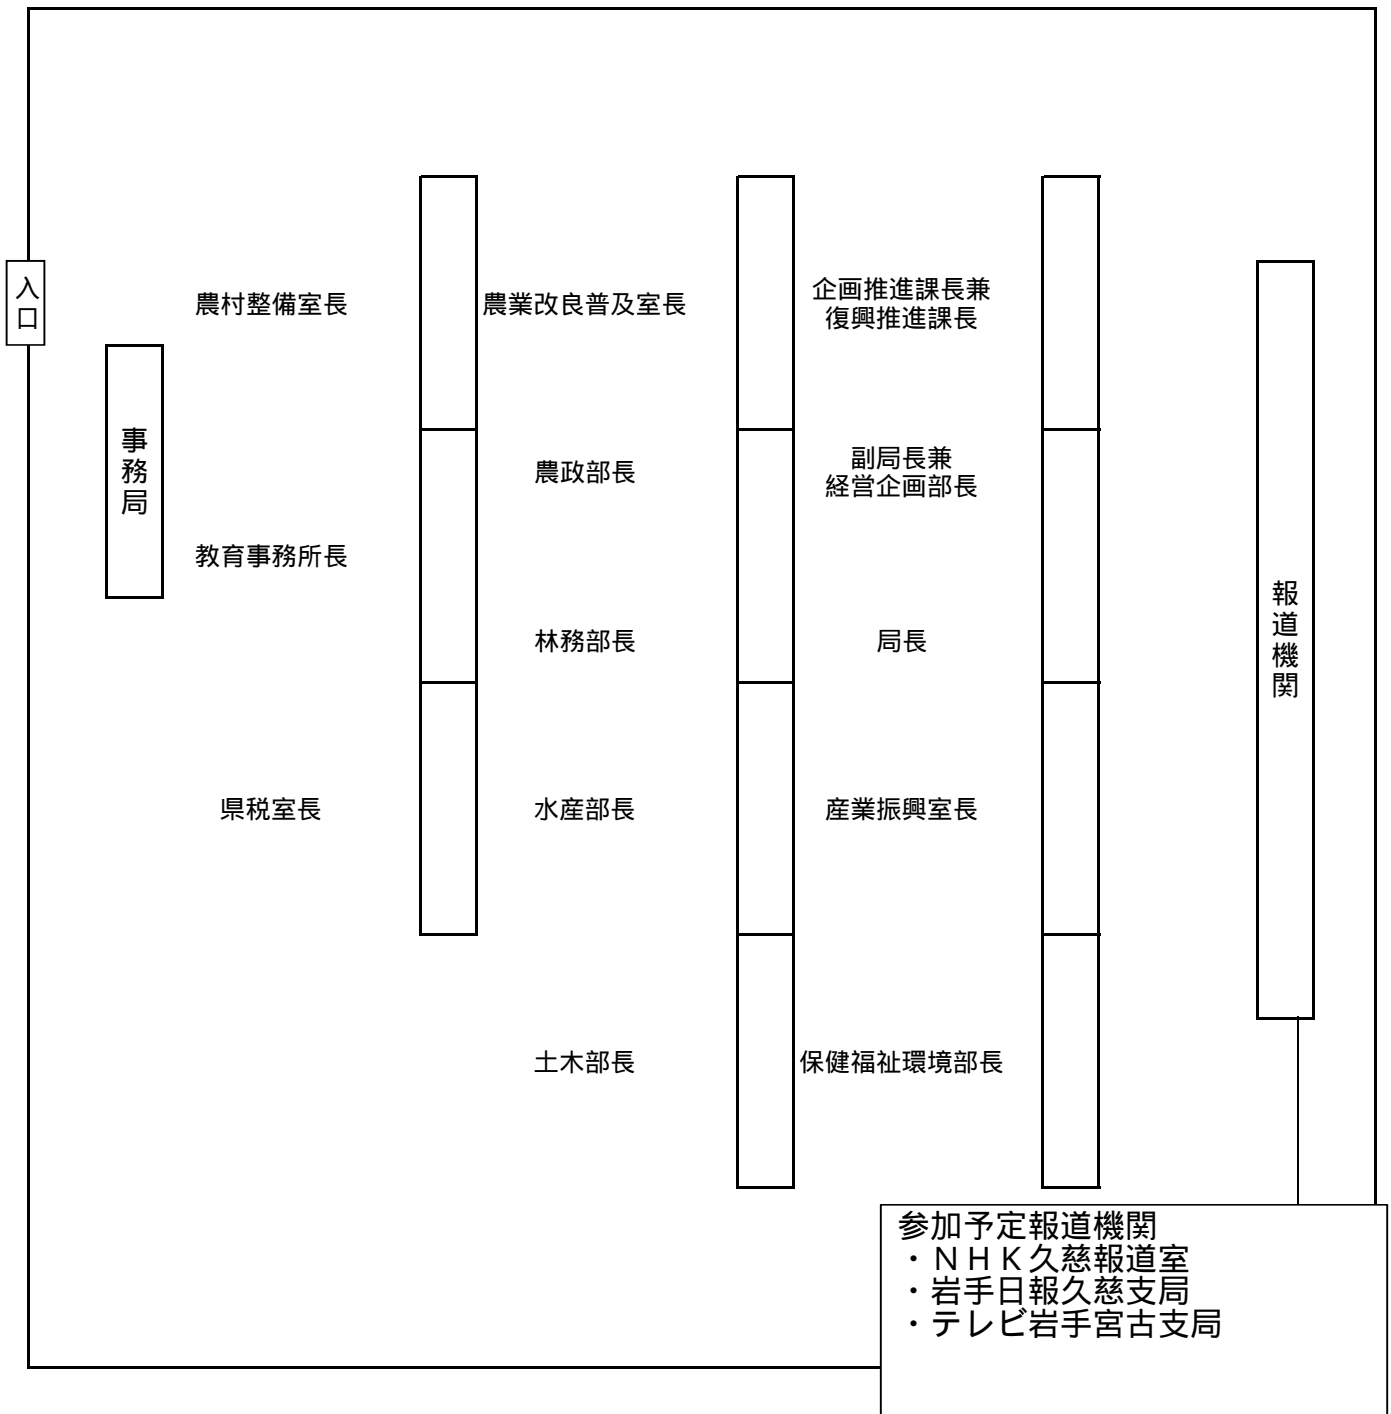 入口
農村整備室長
農業改良普及室長
企画推進課長兼
復興推進課長
事務局
農政部長
副局長兼
経営企画部長
教育事務所長
林務部長
局長
報道機関
県税室長
水産部長
産業振興室長
土木部長
保健福祉環境部長
参加予定報道機関
・ＮＨＫ久慈報道室
・岩手日報久慈支局
・テレビ岩手宮古支局